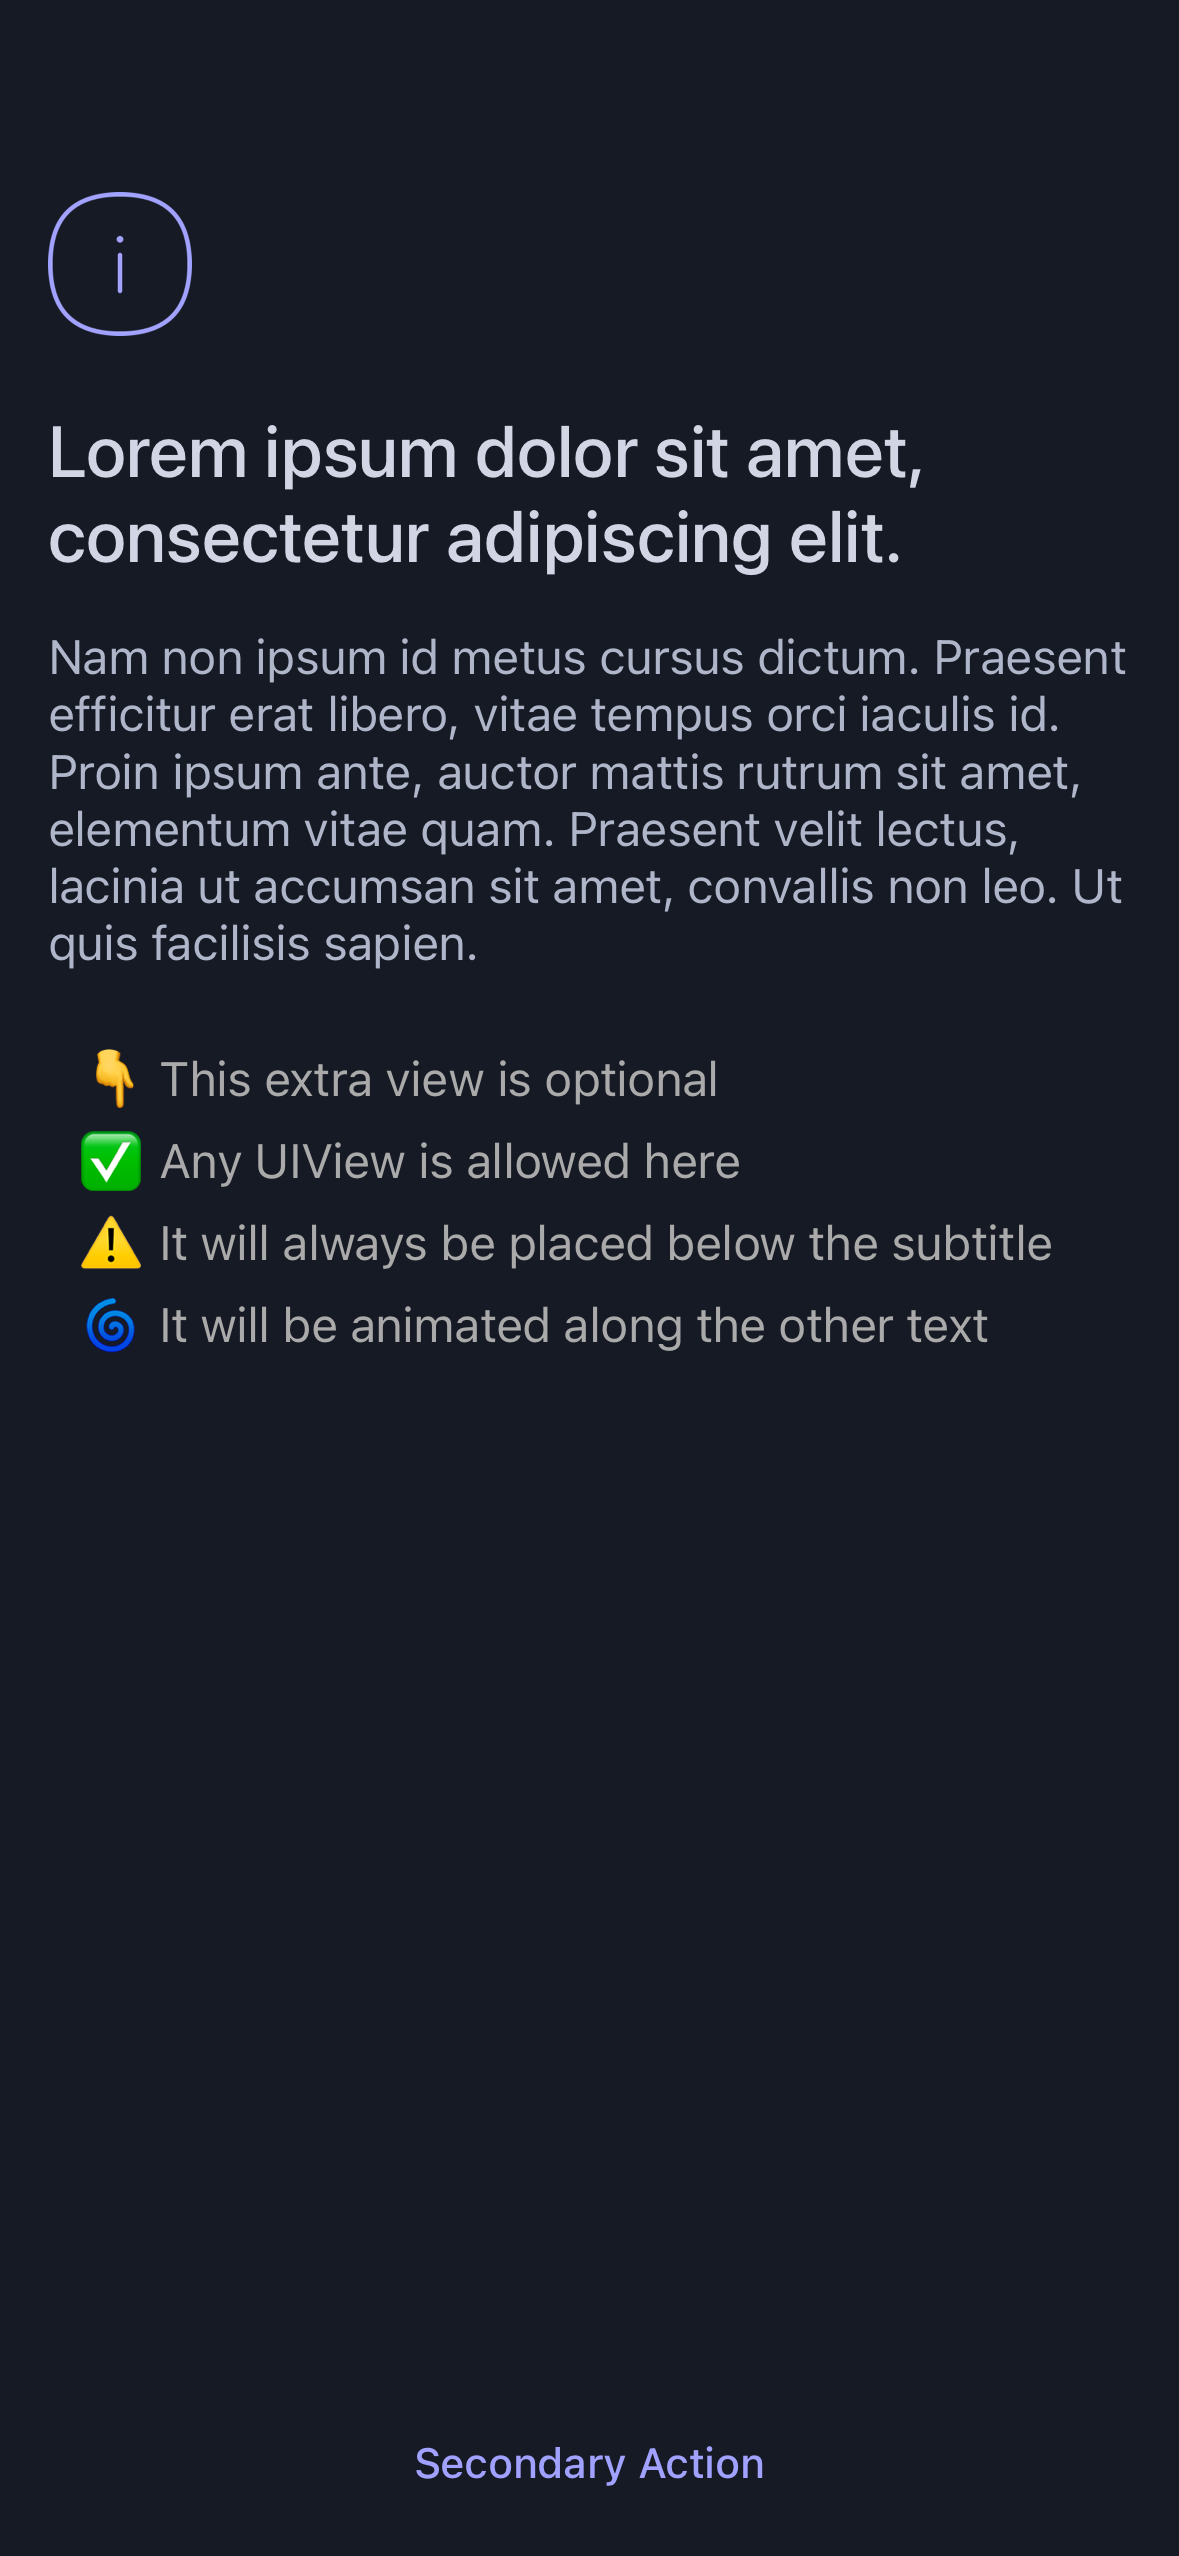 Lorem ipsum dolor sit amet,
consectetur adipiscing elit.
Nam non ipsum id metus cursus dictum. Praesent
efficitur erat libero, vitae tempus orci iaculis id.
Proin ipsum ante, auctor mattis rutrum sit amet,
elementum vitae quam. Praesent velit lectus,
lacinia ut accumsan sit amet, convallis non leo. Ut
quis facilisis sapien.
👇 This extra view is optional
✅ Any UIView is allowed here
⚠️ It will always be placed below the subtitle
🌀 It will be animated along the other text
Secondary Action